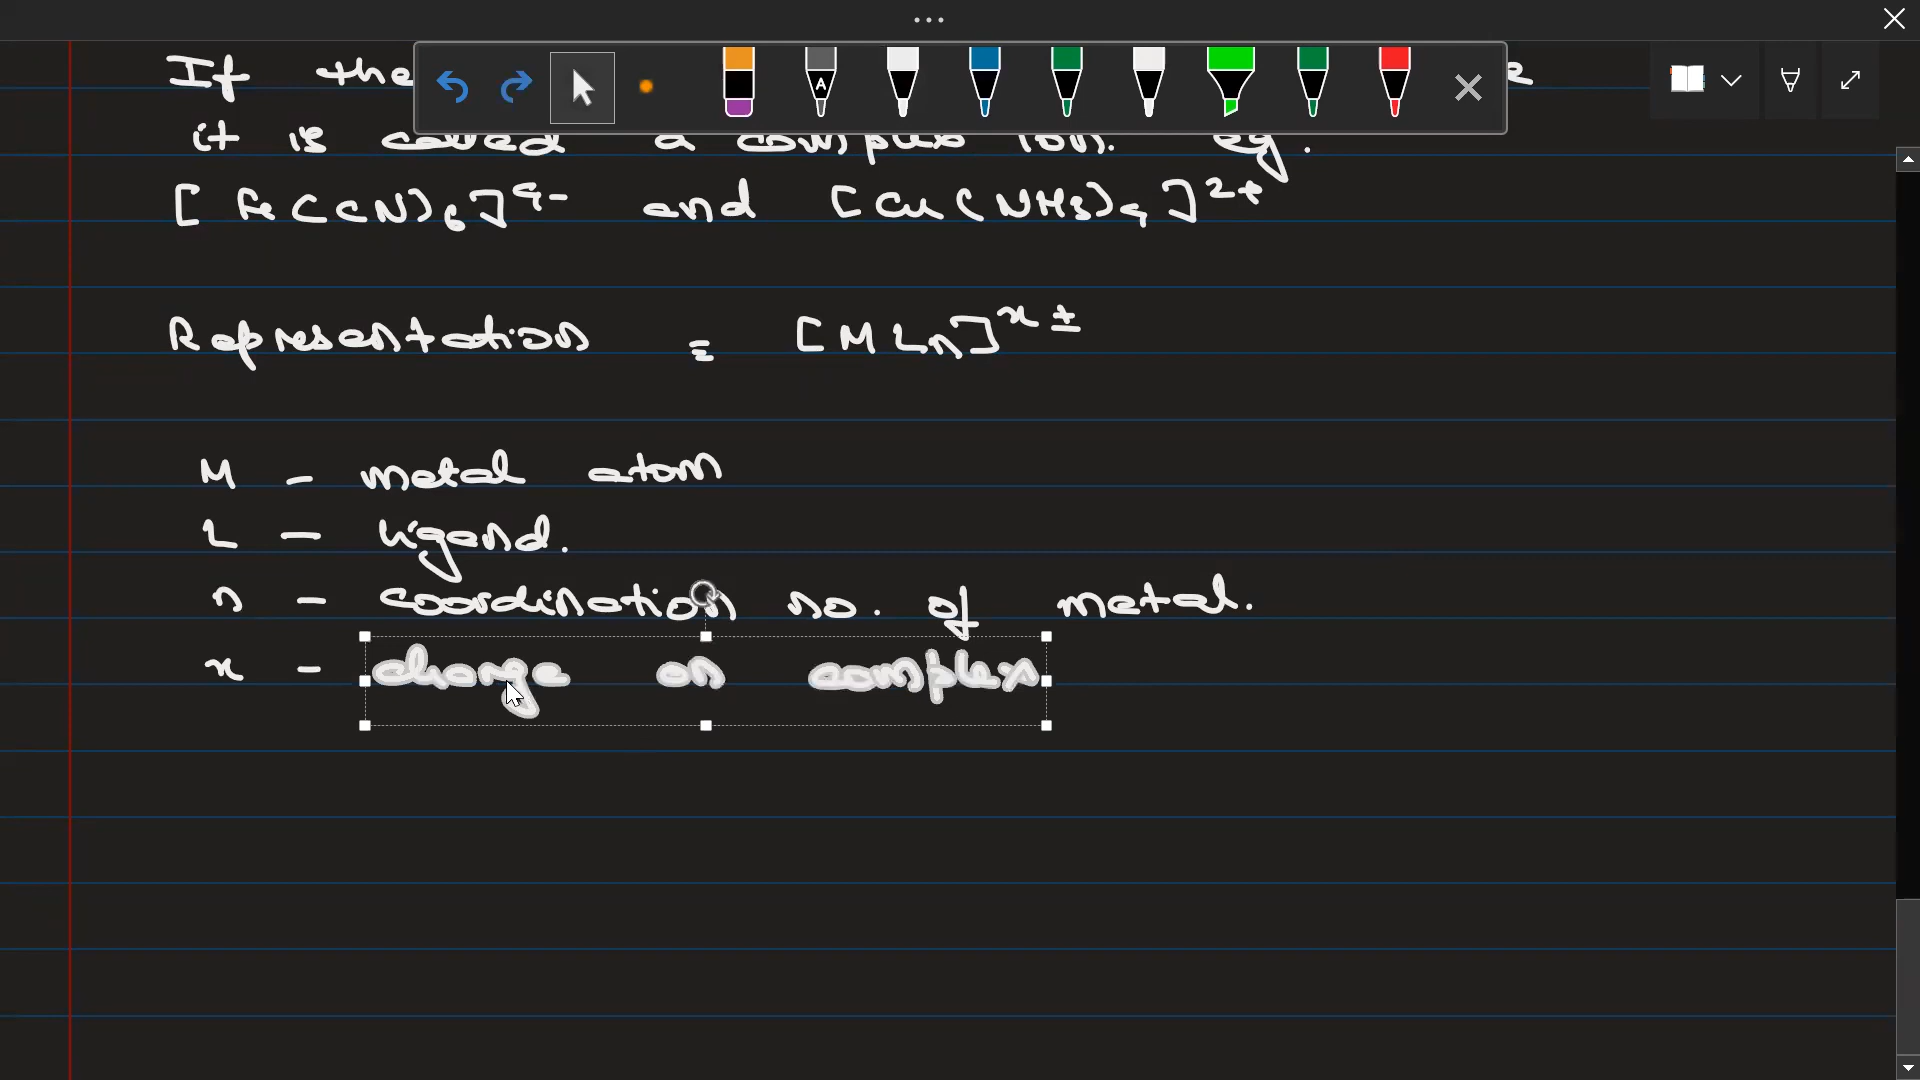 If the
it is called a complex ion. eg.
[Fe(CN)6]4- and [Cu(NH3)4]2+
Representation = [MLn]x±
M - metal atom
L - ligand.
n - coordination no. of metal.
x - charge on complex